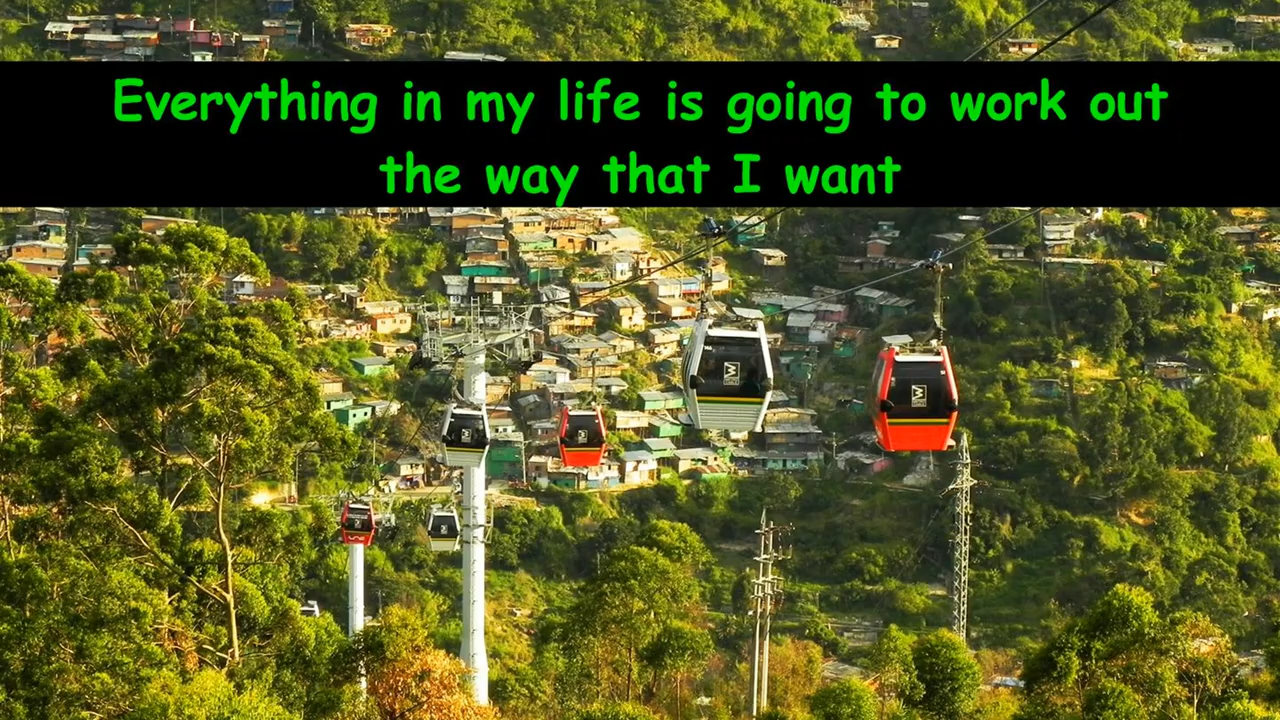 Everything in my life is going to work out
the way that I want